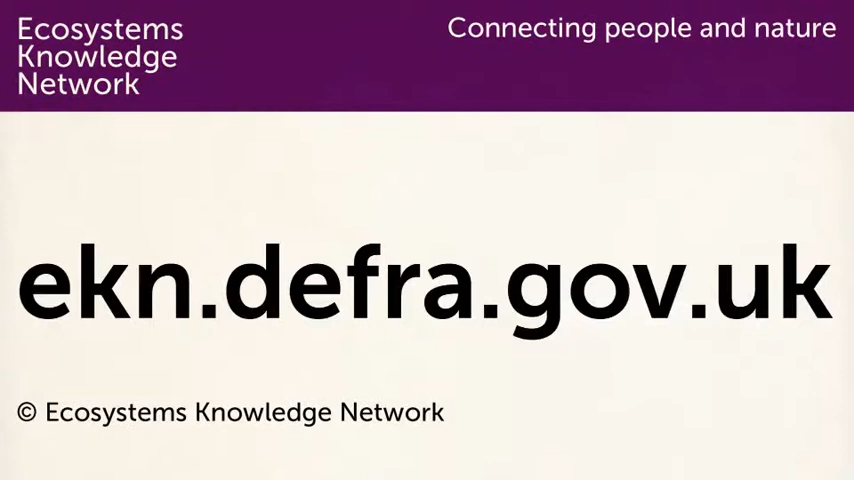 Ecosystems
Knowledge
Network
Connecting people and nature
ekn.defra.gov.uk
© Ecosystems Knowledge Network